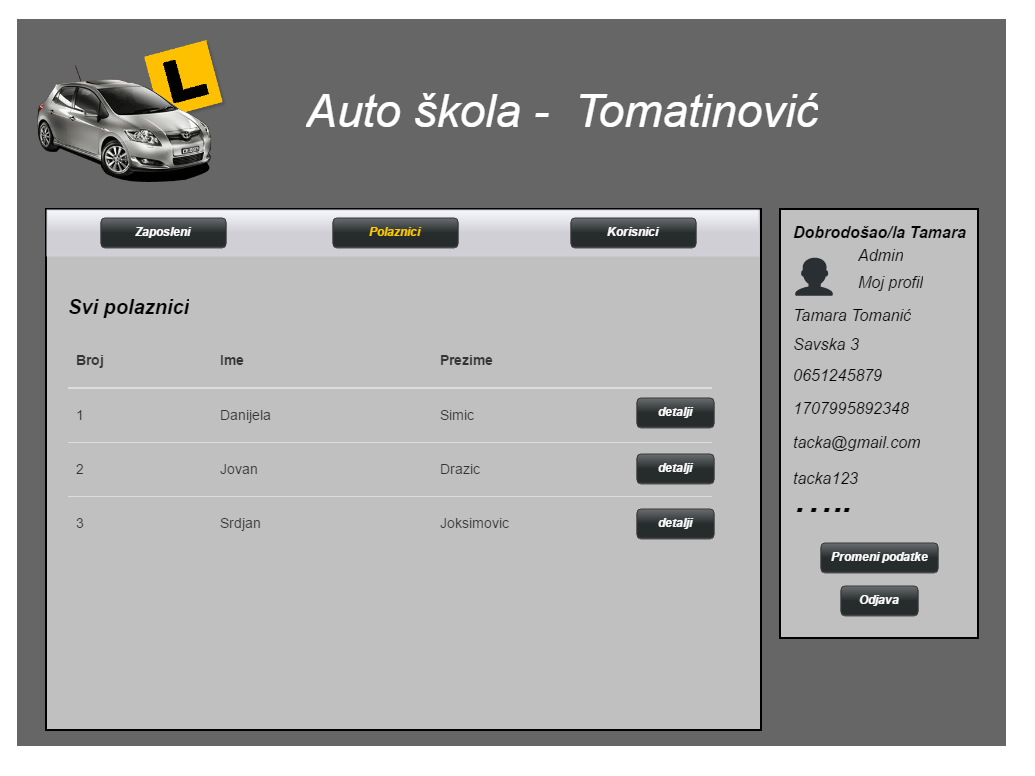 L
Auto škola - Tomatinović
Zaposleni
Polaznici
Korisnici
Svi polaznici
Broj Ime Prezime
1 Danijela Simic detalji
2 Jovan Drazic detalji
3 Srdjan Joksimovic detalji
Dobrodošao/la Tamara
Admin
Moj profil
Tamara Tomanić
Savska 3
0651245879
1707995892348
tacka@gmail.com
tacka123
.....
Promeni podatke
Odjava